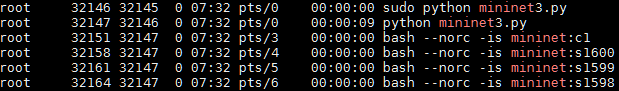 root 32146 32145 0 07:32 pts/0 00:00:00 sudo python mininet3.py
root 32147 32146 0 07:32 pts/0 00:00:09 python mininet3.py
root 32151 32147 0 07:32 pts/3 00:00:00 bash --norc -is mininet:c1
root 32158 32147 0 07:32 pts/4 00:00:00 bash --norc -is mininet:s1600
root 32161 32147 0 07:32 pts/5 00:00:00 bash --norc -is mininet:s1599
root 32164 32147 0 07:32 pts/6 00:00:00 bash --norc -is mininet:s1598